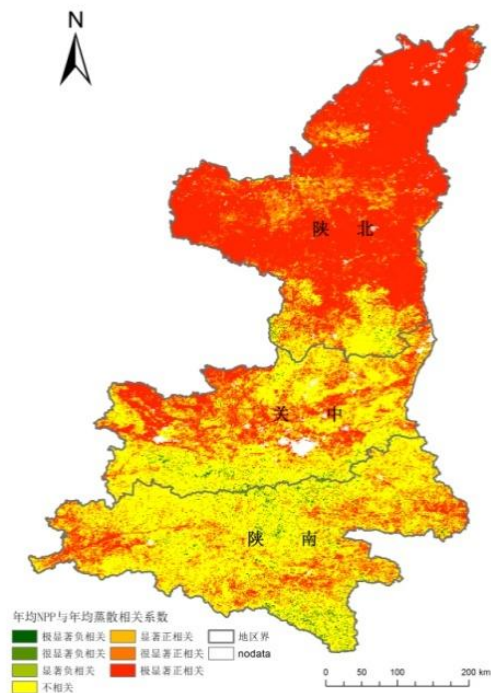 N
陕 北
关 中
陕 南
年均NPP与年均蒸散相关系数
极显著负相关 显著正相关 地区界
很显著负相关 很显著正相关 nodata
显著负相关 极显著正相关
不相关
0 50 100 200 km